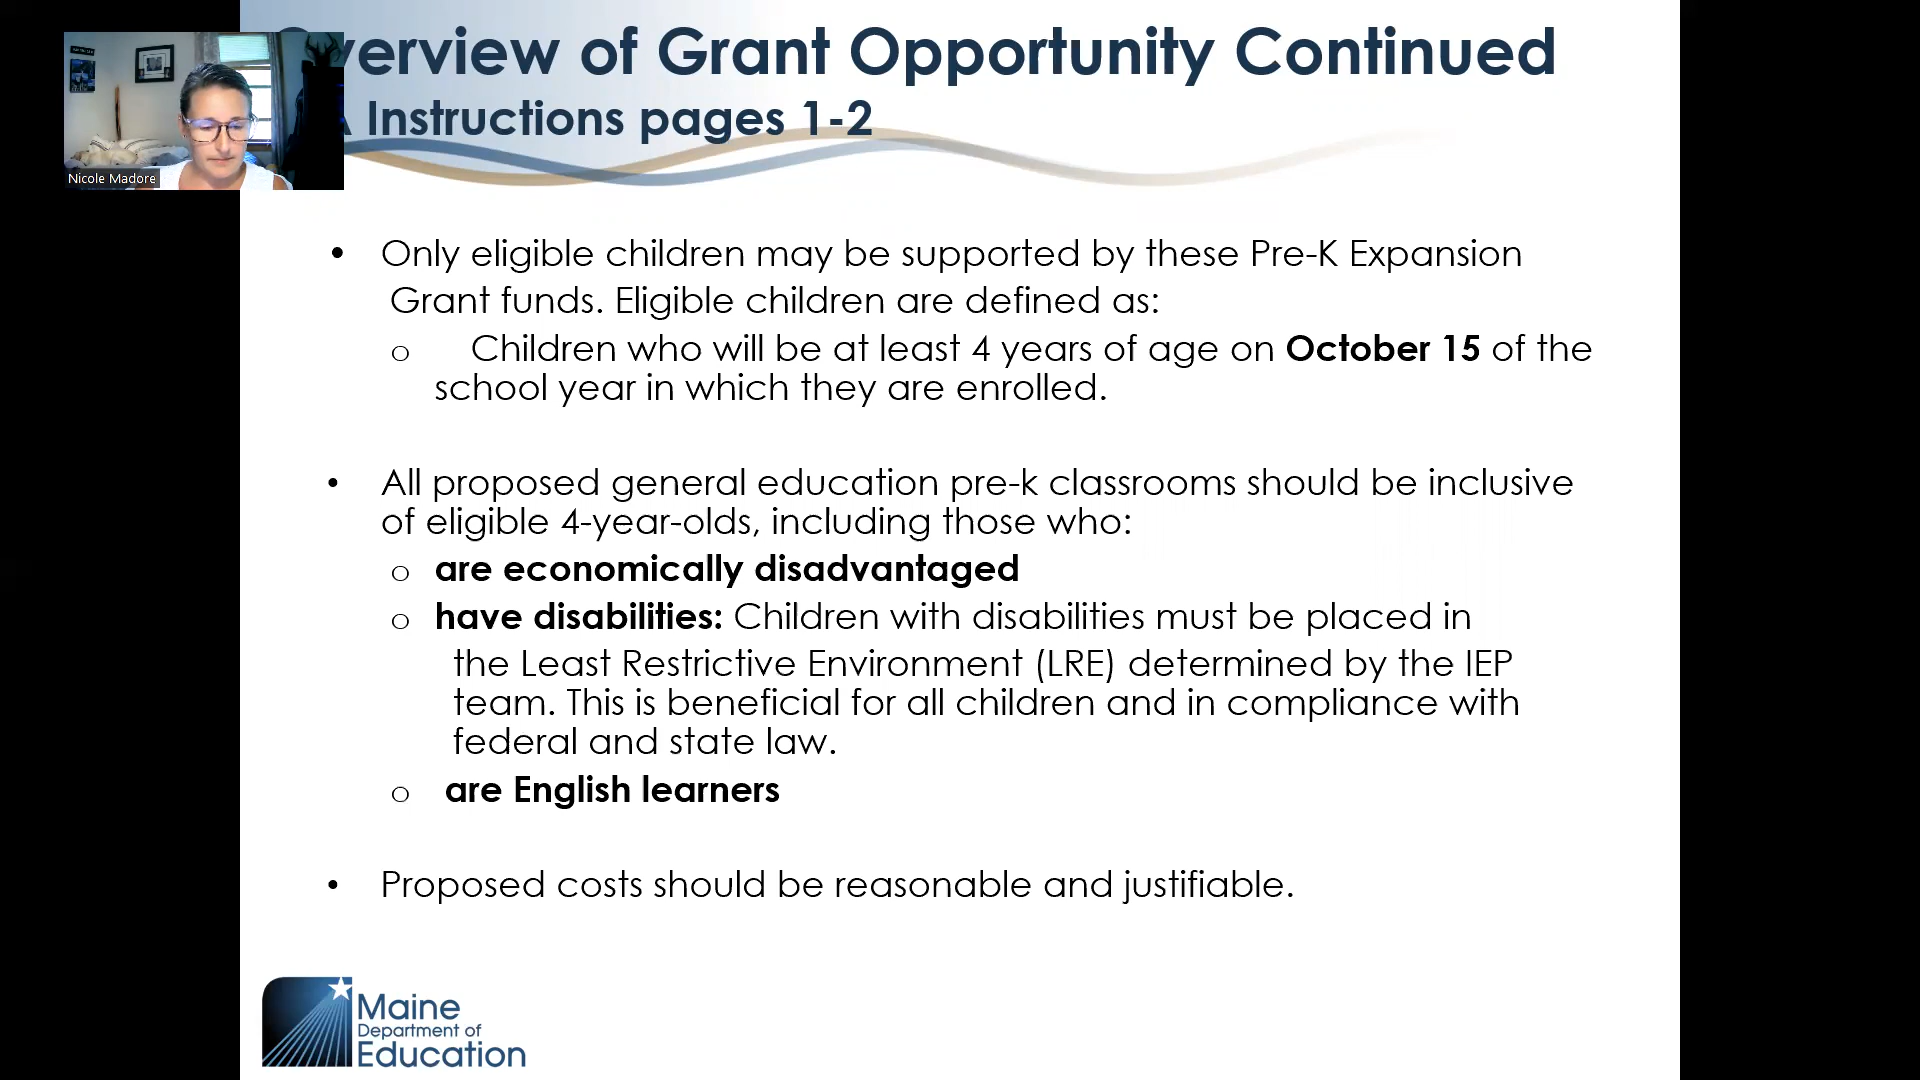 verview of Grant Opportunity Continued
Instructions pages 1-2
Nicole Madore
• Only eligible children may be supported by these Pre-K Expansion
Grant funds. Eligible children are defined as:
o Children who will be at least 4 years of age on October 15 of the
school year in which they are enrolled.
• All proposed general education pre-k classrooms should be inclusive
of eligible 4-year-olds, including those who:
o are economically disadvantaged
o have disabilities: Children with disabilities must be placed in
the Least Restrictive Environment (LRE) determined by the IEP
team. This is beneficial for all children and in compliance with
federal and state law.
o are English learners
• Proposed costs should be reasonable and justifiable.
Maine
Department of
Education